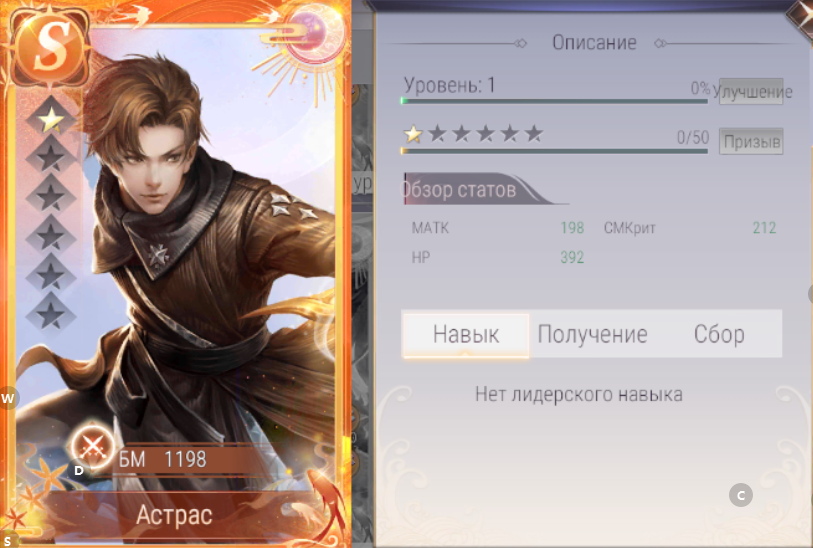 S
W
D
БМ 1198
Астрас
S
Описание
Уровень: 1
0%
Улучшение
0/50
Призыв
Обзор статов
МАТК 198 СМКрит 212
HP 392
Навык Получение Сбор
Нет лидерского навыка
C
ур